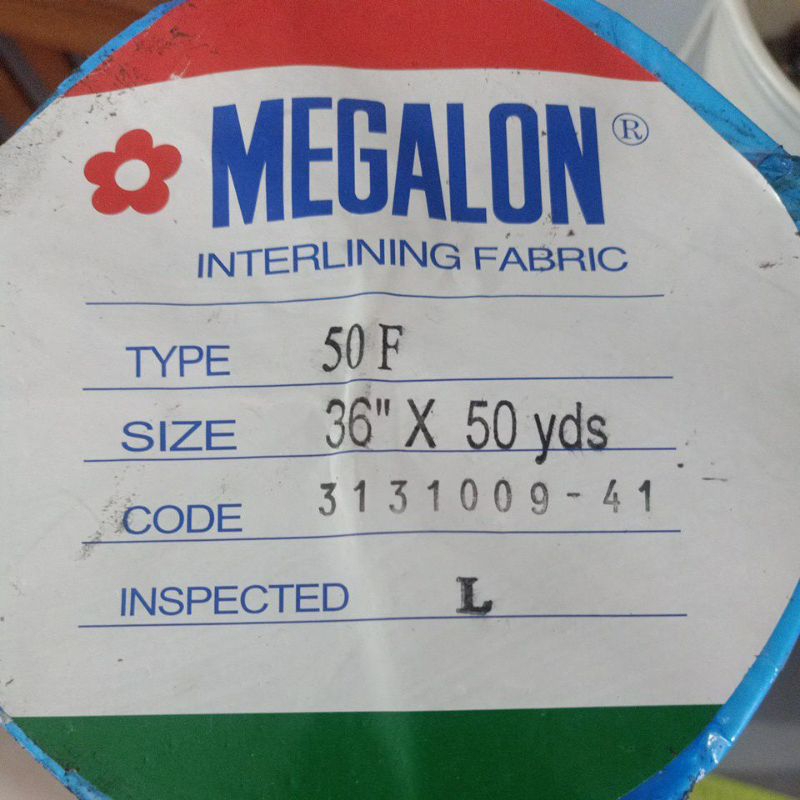 MEGALON ®
INTERLINING FABRIC
TYPE 50 F
SIZE 36" X 50 yds
CODE 3131009-41
INSPECTED L